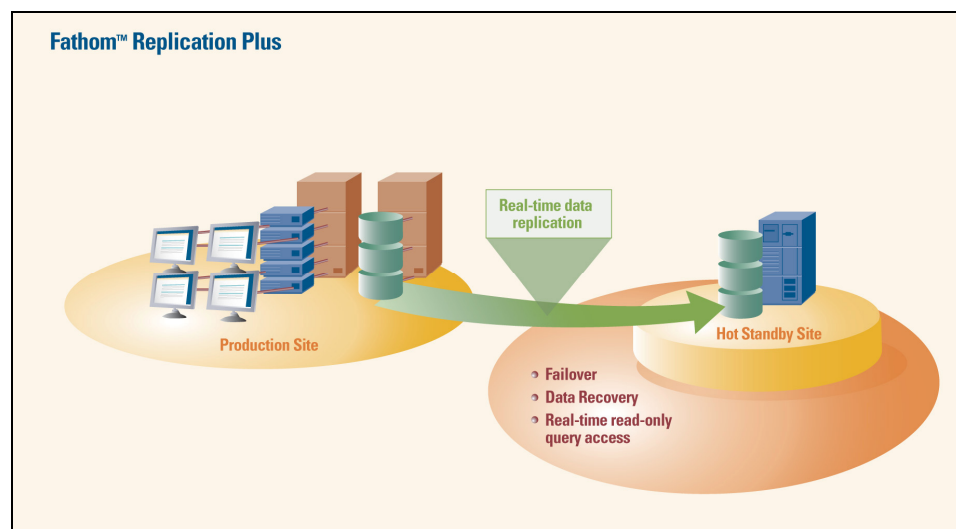 Fathom™ Replication Plus
Real-time data
replication
Production Site
Hot Standby Site
Failover
Data Recovery
Real-time read-only
query access